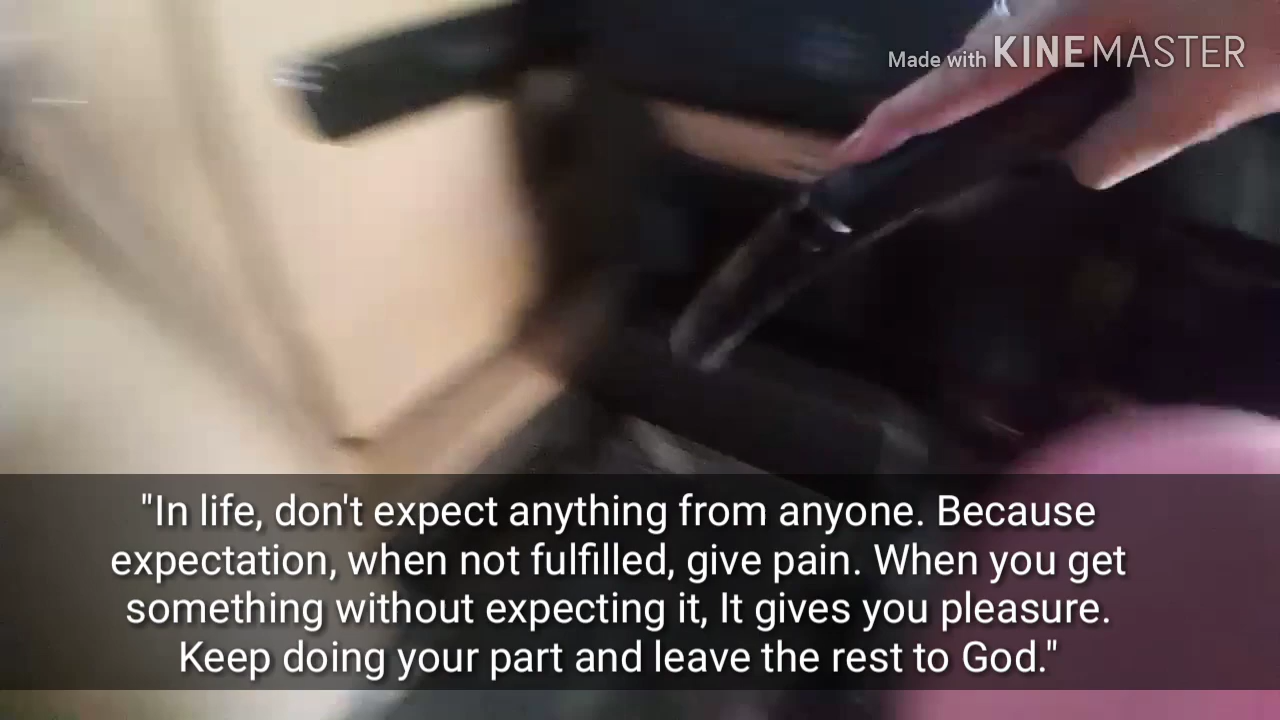 Made with KINEMASTER
"In life, don't expect anything from anyone. Because
expectation, when not fulfilled, give pain. When you get
something without expecting it, It gives you pleasure.
Keep doing your part and leave the rest to God."